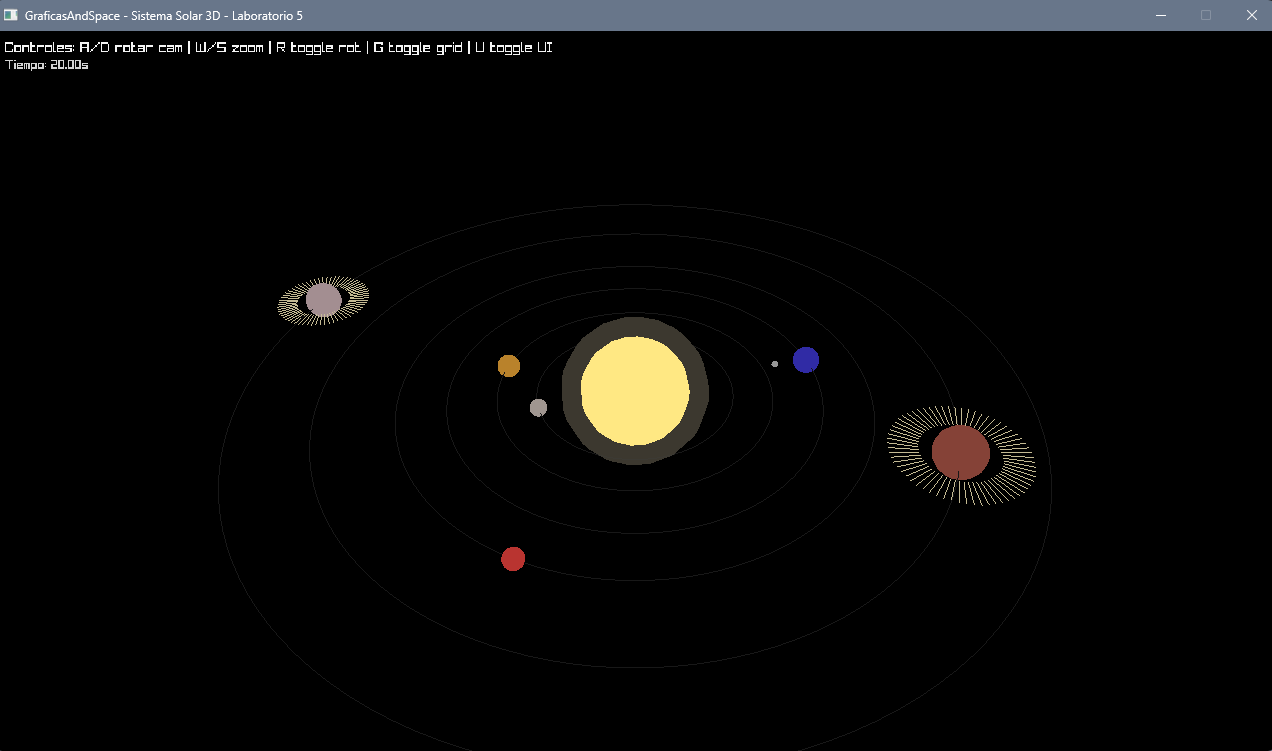 GraficasAndSpace - Sistema Solar 3D - Laboratorio 5
Controles: A/D rotar cam | W/S zoom | R toggle rot | G toggle grid | U toggle UI
Tiempo: 20.00s